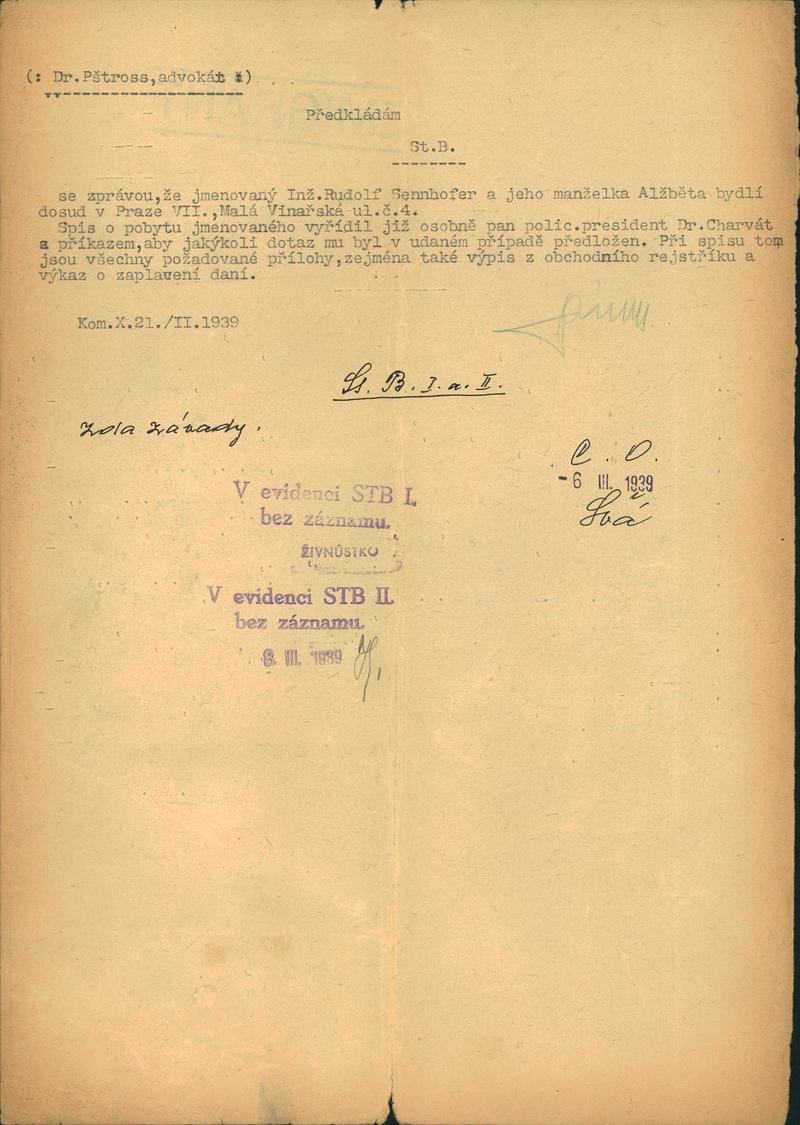 (: Dr.Pštross,advokát :)
Předkládám
St.B.
se zprávou,že jmenovaný Inž.Rudolf Sennhofer a jeho manželka Alžběta bydlí
dosud v Praze VII.,Malá Vinařská ul.č.4.
Spis o pobytu jmenovaného vyřídil již osobně pan polic.president Dr.Charvát
a příkazem,aby jakýkoli dotaz mu byl v udaném případě předložen. Při spisu tom
jsou všechny požadované přílohy,zejména také výpis z obchodního rejstříku a
výkaz o zaplacení daní.
Kom.X.21./II.1939
St. B. I. a. II.
zda závady.
C. O.
-6 III. 1939
V evidenci STB I.
bez záznamu.
ŽIVNŮSTKO
V evidenci STB II.
bez záznamu.
6. III. 1939